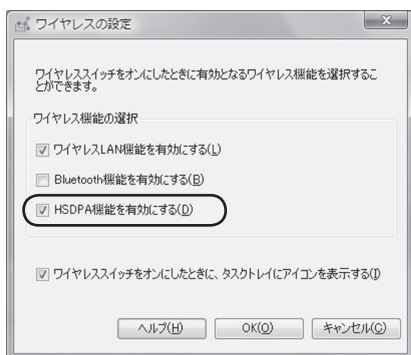 ワイヤレスの設定
ワイヤレススイッチをオンにしたときに有効となるワイヤレス機能を選択するこ
とができます。
ワイヤレス機能の選択
ワイヤレスLAN機能を有効にする(L)
Bluetooth機能を有効にする(B)
HSDPA機能を有効にする(D)
ワイヤレススイッチをオンにしたときに、タスクトレイにアイコンを表示する(I)
ヘルプ(H) OK(O) キャンセル(C)